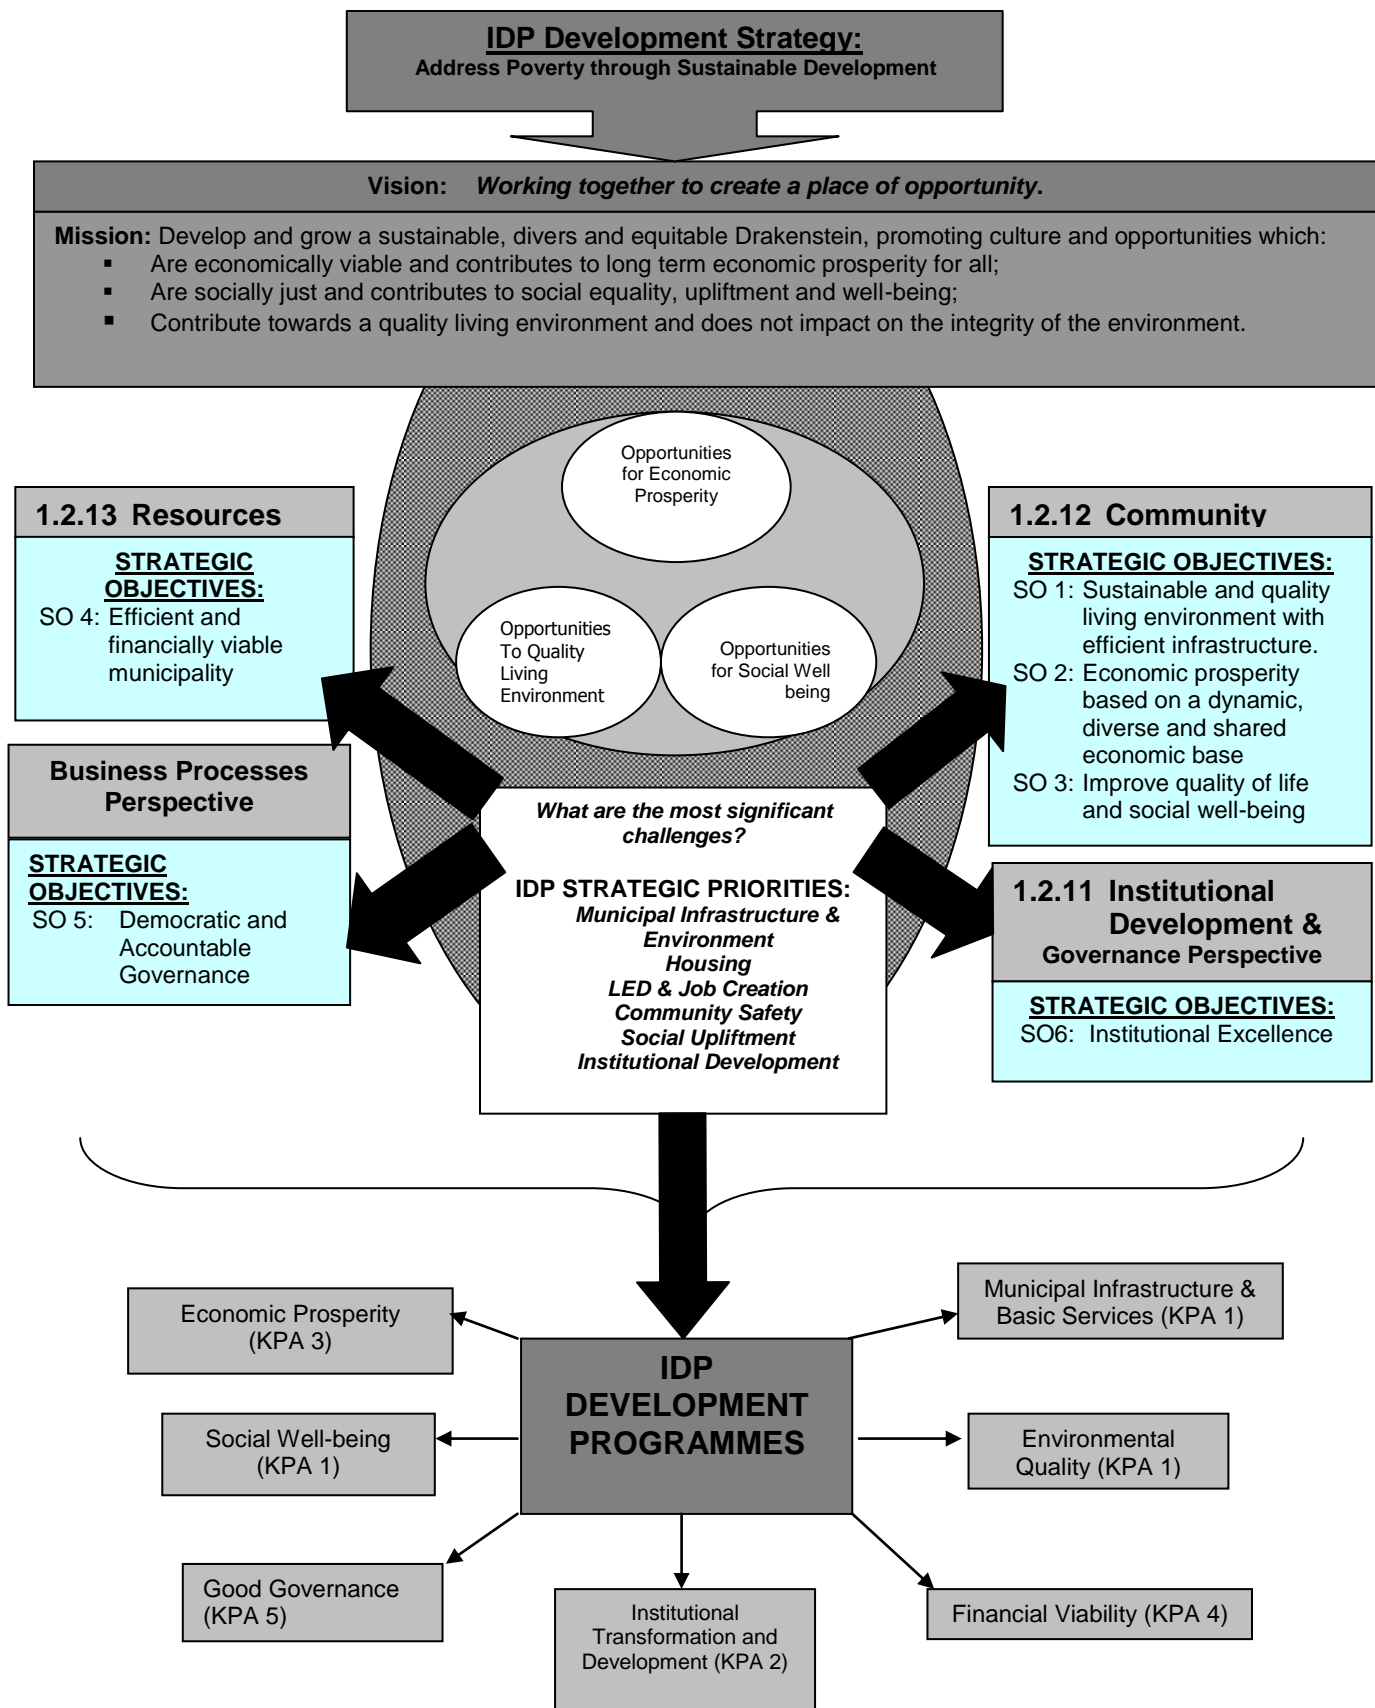 IDP Development Strategy:
Address Poverty through Sustainable Development
Vision: Working together to create a place of opportunity.
Mission: Develop and grow a sustainable, divers and equitable Drakenstein, promoting culture and opportunities which:
▪ Are economically viable and contributes to long term economic prosperity for all;
▪ Are socially just and contributes to social equality, upliftment and well-being;
▪ Contribute towards a quality living environment and does not impact on the integrity of the environment.
Opportunities
for Economic
Prosperity
Opportunities
To Quality
Living
Environment
Opportunities
for Social Well
being
1.2.13 Resources
STRATEGIC
OBJECTIVES:
SO 4: Efficient and
financially viable
municipality
1.2.12 Community
STRATEGIC OBJECTIVES:
SO 1: Sustainable and quality
living environment with
efficient infrastructure.
SO 2: Economic prosperity
based on a dynamic,
diverse and shared
economic base
SO 3: Improve quality of life
and social well-being
Business Processes
Perspective
STRATEGIC
OBJECTIVES:
SO 5: Democratic and
Accountable
Governance
What are the most significant
challenges?
IDP STRATEGIC PRIORITIES:
Municipal Infrastructure &
Environment
Housing
LED & Job Creation
Community Safety
Social Upliftment
Institutional Development
1.2.11 Institutional
Development &
Governance Perspective
STRATEGIC OBJECTIVES:
SO6: Institutional Excellence
Economic Prosperity
(KPA 3)
Municipal Infrastructure &
Basic Services (KPA 1)
IDP
DEVELOPMENT
PROGRAMMES
Social Well-being
(KPA 1)
Environmental
Quality (KPA 1)
Good Governance
(KPA 5)
Institutional
Transformation and
Development (KPA 2)
Financial Viability (KPA 4)